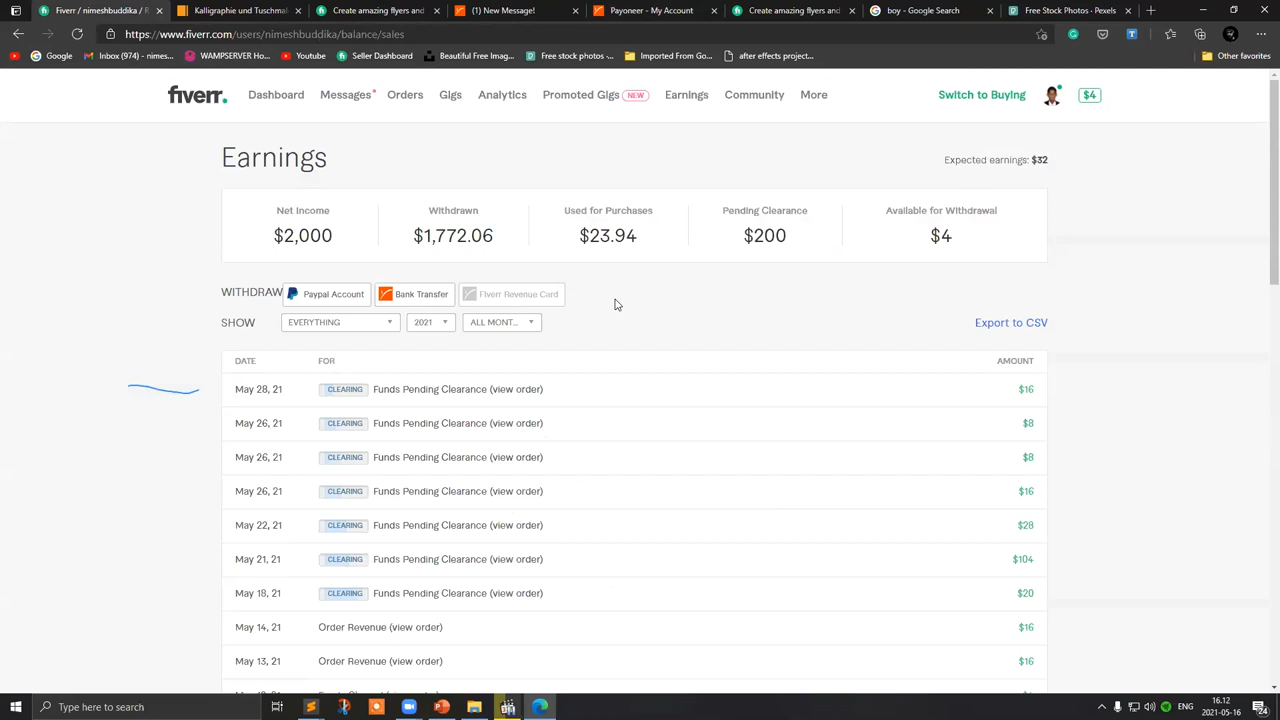 Kalligraphie und Tuschmale
Create amazing flyers and
(1) New Message!
Payoneer - My Account
Create amazing flyers and
boy - Google Search
Free Stock Photos - Pexels
https://www.fiverr.com/users/nimeshbuddika/balance/sales
Google
Inbox (974) - nimes...
WAMPSERVER Ho...
Youtube
Seller Dashboard
Beautiful Free Imag...
Free stock photos -...
Imported From Go...
after effects projec...
Other favorites
fiverr.
Dashboard
Messages
Orders
Gigs
Analytics
Promoted Gigs NEW
Earnings
Community
More
Switch to Buying
$4
Earnings
Expected earnings: $32
Net Income
Withdrawn
Used for Purchases
Pending Clearance
Available for Withdrawal
$2,000
$1,772.06
$23.94
$200
$4
WITHDRAW
Paypal Account
Bank Transfer
Fiverr Revenue Card
SHOW
EVERYTHING
2021
ALL MONT...
Export to CSV
DATE FOR AMOUNT
May 28, 21 CLEARING Funds Pending Clearance (view order) $16
May 26, 21 CLEARING Funds Pending Clearance (view order) $8
May 26, 21 CLEARING Funds Pending Clearance (view order) $8
May 26, 21 CLEARING Funds Pending Clearance (view order) $16
May 22, 21 CLEARING Funds Pending Clearance (view order) $28
May 21, 21 CLEARING Funds Pending Clearance (view order) $104
May 18, 21 CLEARING Funds Pending Clearance (view order) $20
May 14, 21 Order Revenue (view order) $16
May 13, 21 Order Revenue (view order) $16
Type here to search
ENG
16.12
2021-05-16